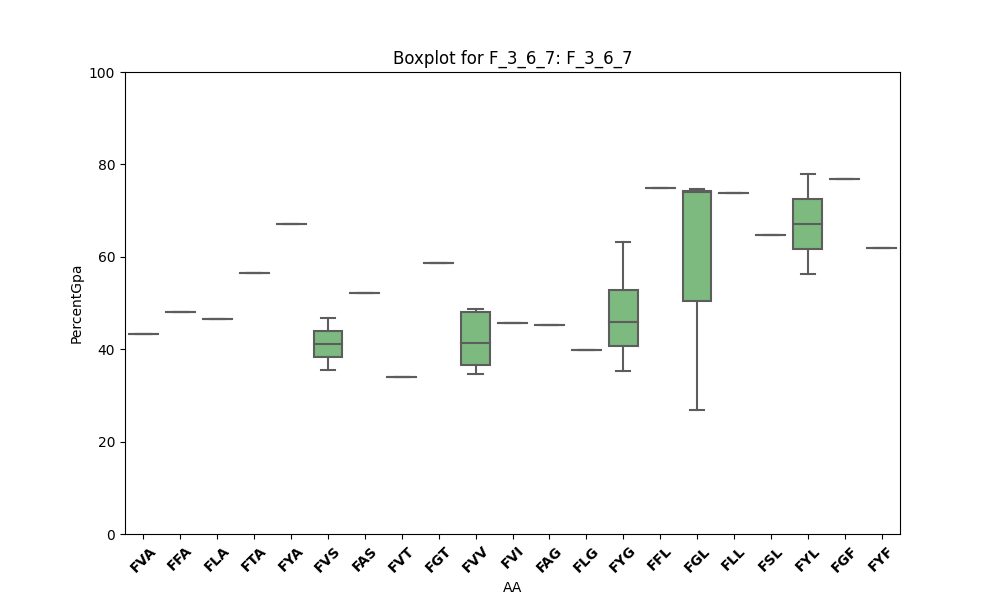 Boxplot for F_3_6_7: F_3_6_7
100
80
60
40
20
0
PercentGpa
FVA FFA FLA FTA FYA FVS FAS FVT FGT FVV FVI FAG FLG FYG FFL FGL FLL FSL FYL FGF FYF
AA